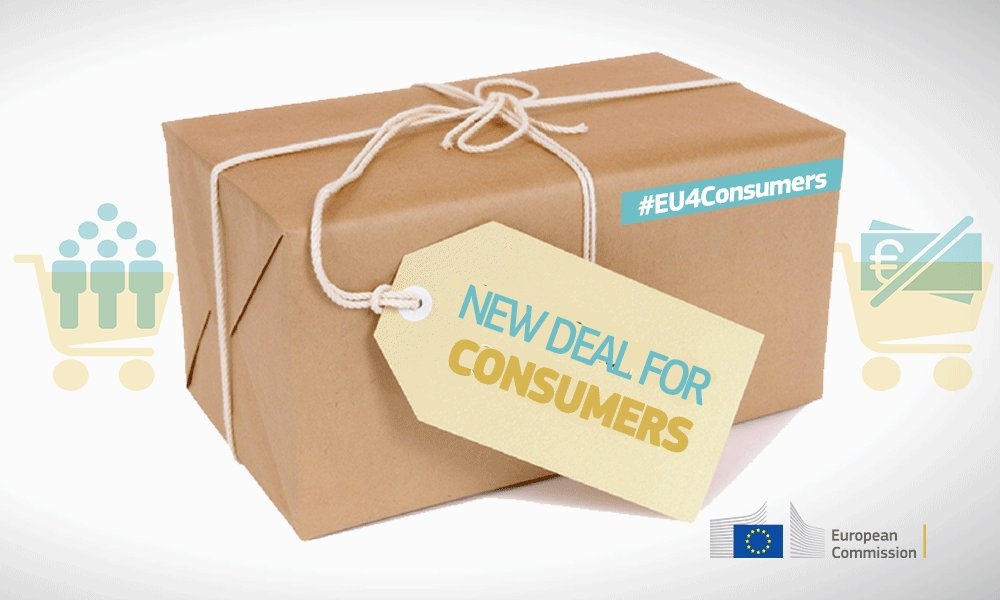 #EU4Consumers
NEW DEAL FOR
CONSUMERS
€
European
Commission